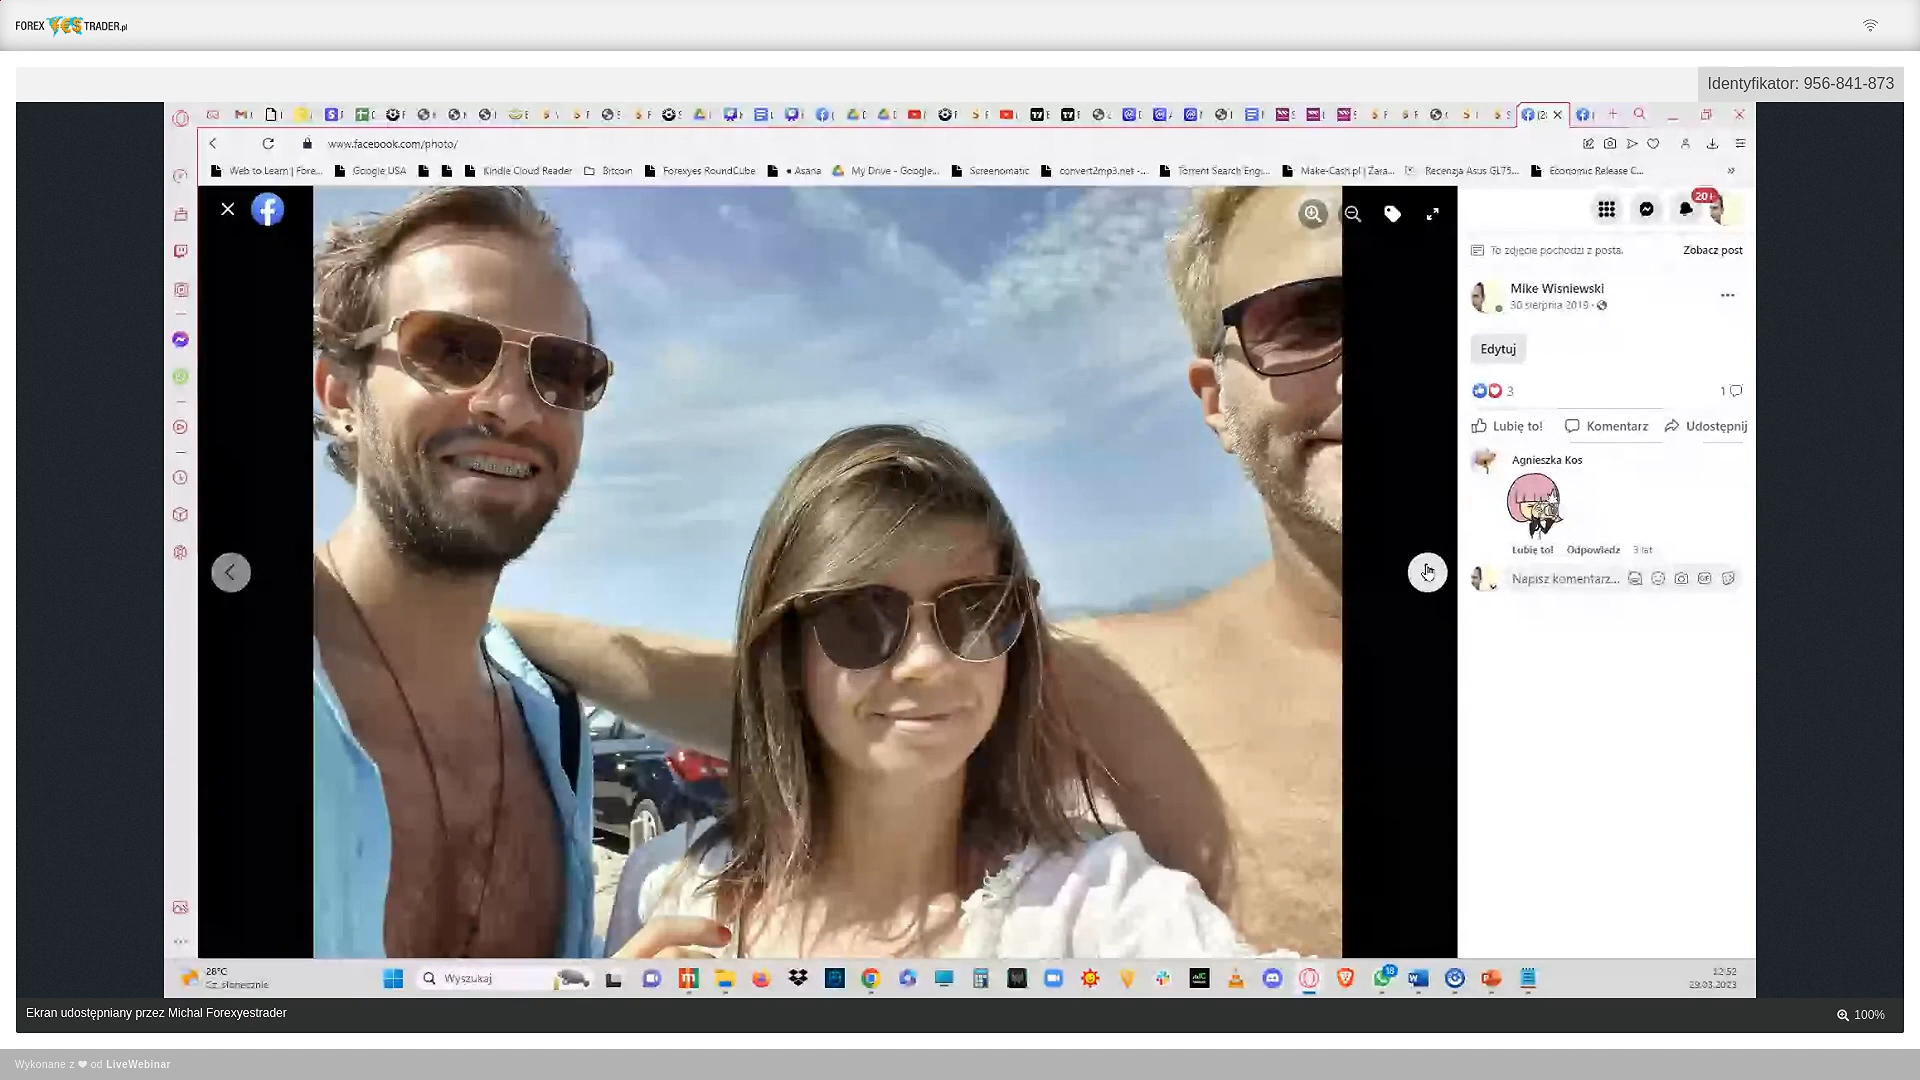 FOREX YES TRADER.pl
Identyfikator: 956-841-873
www.facebook.com/photo/
Web to Learn | Fore...
Google USA
Kindle Cloud Reader
Bitcoin
Forexyes RoundCube
• Asana
My Drive - Google...
Screenomatic
convert2mp3.net -...
Torrent Search Engi...
Make-Cash.pl | Zara...
Recenzja Asus GL75...
Economic Release C...
»
20+
To zdjęcie pochodzi z posta.
Zobacz post
Mike Wisniewski
30 sierpnia 2019 ·
Edytuj
3
1
Lubię to!
Komentarz
Udostępnij
Agnieszka Kos
Lubię to!
Odpowiedz
3 lat
Napisz komentarz...
28°C
Cz. słonecznie
Wyszukaj
18
12:52
29.03.2023
Ekran udostępniany przez Michal Forexyestrader
100%
Wykonane z ❤ od LiveWebinar